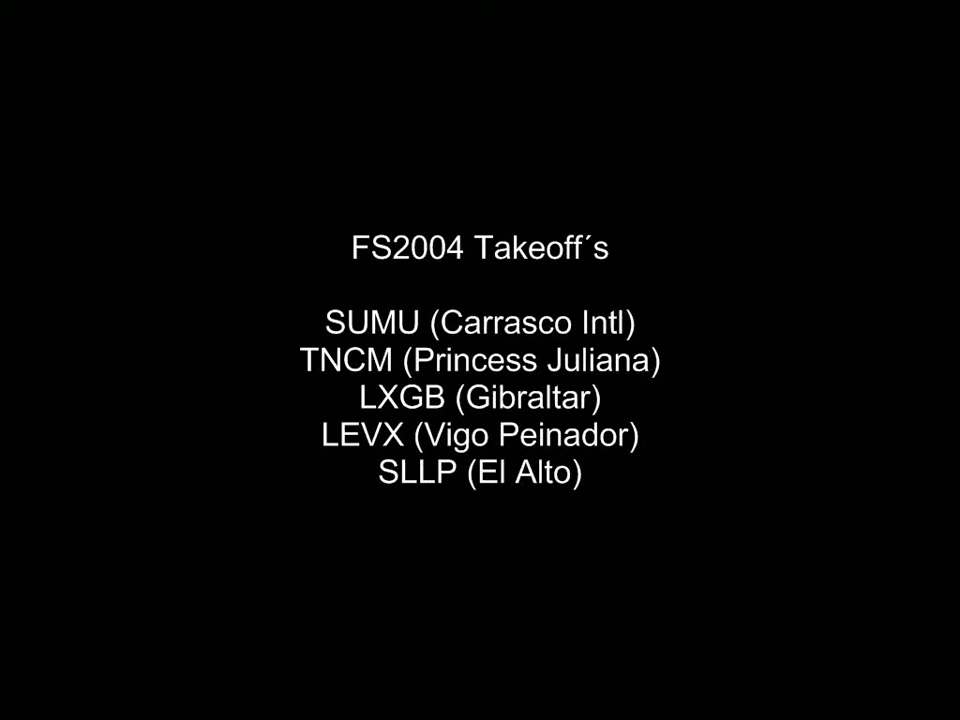 FS2004 Takeoff´s
SUMU (Carrasco Intl)
TNCM (Princess Juliana)
LXGB (Gibraltar)
LEVX (Vigo Peinador)
SLLP (El Alto)